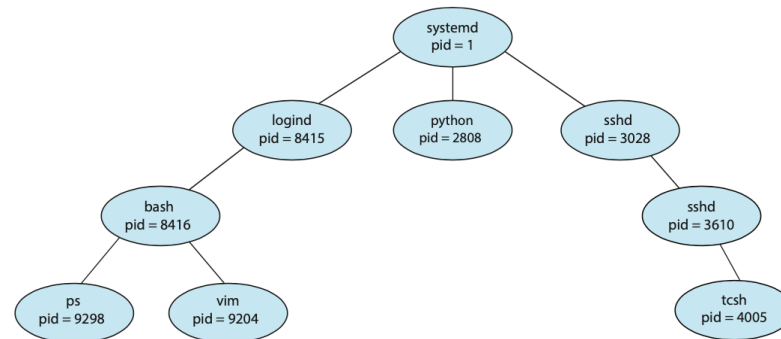 systemd
pid = 1
logind
pid = 8415
python
pid = 2808
sshd
pid = 3028
bash
pid = 8416
sshd
pid = 3610
ps
pid = 9298
vim
pid = 9204
tcsh
pid = 4005